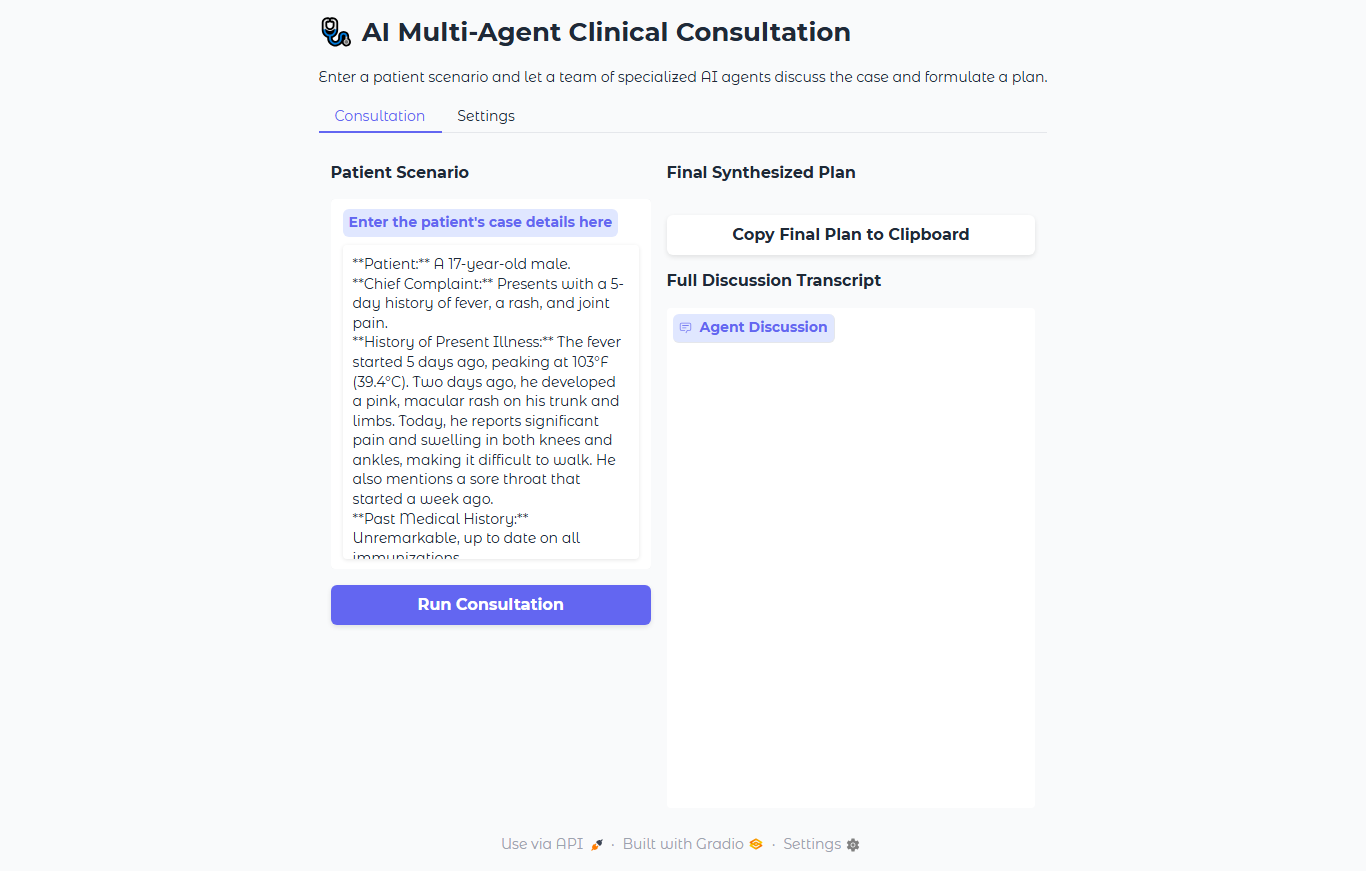 AI Multi-Agent Clinical Consultation
Enter a patient scenario and let a team of specialized AI agents discuss the case and formulate a plan.
Consultation Settings
Patient Scenario
Enter the patient's case details here
**Patient:** A 17-year-old male.
**Chief Complaint:** Presents with a 5-
day history of fever, a rash, and joint
pain.
**History of Present Illness:** The fever
started 5 days ago, peaking at 103°F
(39.4°C). Two days ago, he developed
a pink, macular rash on his trunk and
limbs. Today, he reports significant
pain and swelling in both knees and
ankles, making it difficult to walk. He
also mentions a sore throat that
started a week ago.
**Past Medical History:**
Unremarkable, up to date on all
immunizations
Run Consultation
Final Synthesized Plan
Copy Final Plan to Clipboard
Full Discussion Transcript
Agent Discussion
Use via API · Built with Gradio · Settings